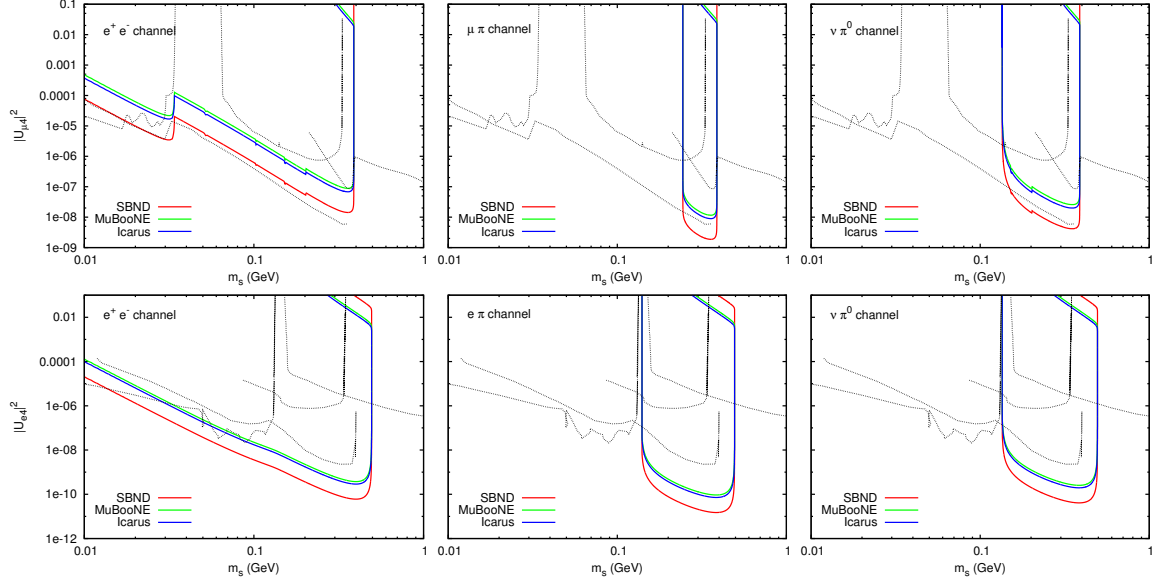 0.1
0.01
0.001
0.0001
1e-05
1e-06
1e-07
1e-08
1e-09
|U_μ4|²
e⁺ e⁻ channel
SBND
MuBooNE
Icarus
0.01 0.1 1
m_s (GeV)
μ π channel
SBND
MuBooNE
Icarus
0.01 0.1 1
m_s (GeV)
ν π⁰ channel
SBND
MuBooNE
Icarus
0.01 0.1 1
m_s (GeV)
0.01
0.0001
1e-06
1e-08
1e-10
1e-12
|U_e4|²
e⁺ e⁻ channel
SBND
MuBooNE
Icarus
0.01 0.1 1
m_s (GeV)
e π channel
SBND
MuBooNE
Icarus
0.01 0.1 1
m_s (GeV)
ν π⁰ channel
SBND
MuBooNE
Icarus
0.01 0.1 1
m_s (GeV)